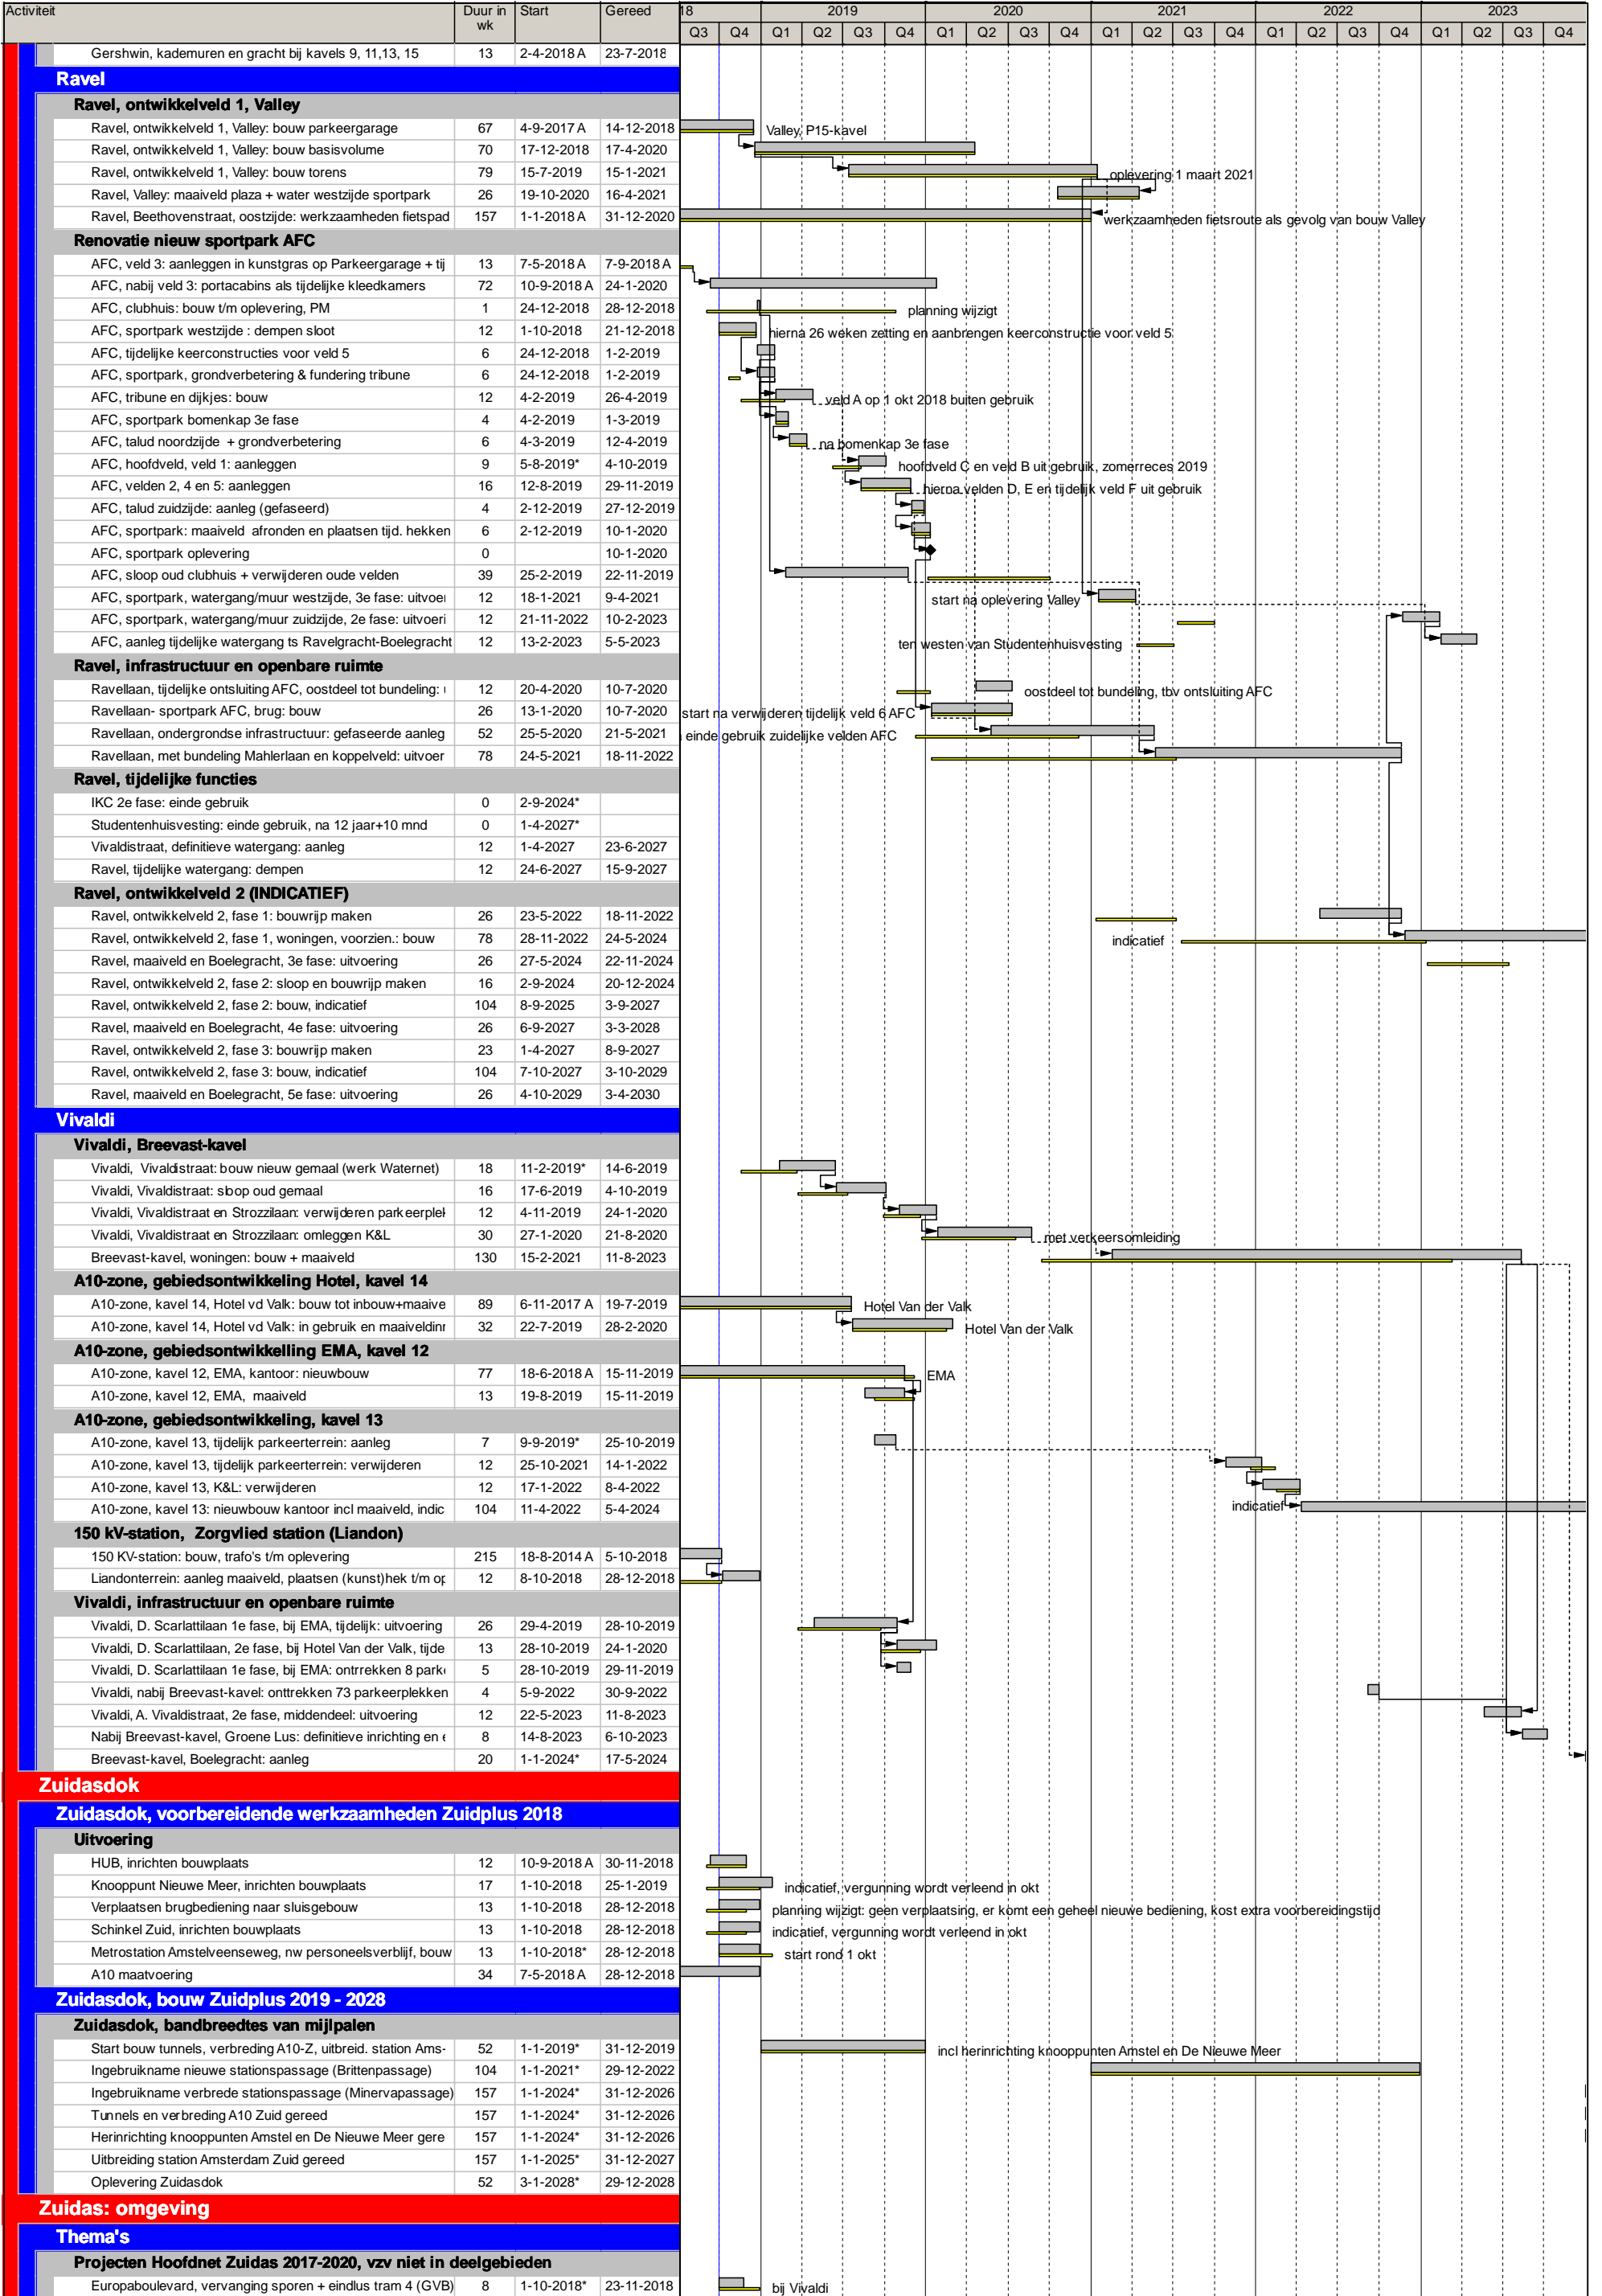 Activiteit Duur in wk Start Gereed 18 2019 2020 2021 2022 2023
Q3 Q4 Q1 Q2 Q3 Q4 Q1 Q2 Q3 Q4 Q1 Q2 Q3 Q4 Q1 Q2 Q3 Q4 Q1 Q2 Q3 Q4
Gershwin, kademuren en gracht bij kavels 9, 11,13, 15 13 2-4-2018 A 23-7-2018
Ravel
Ravel, ontwikkelveld 1, Valley
Ravel, ontwikkelveld 1, Valley: bouw parkeergarage 67 4-9-2017 A 14-12-2018 Valley, P15-kavel
Ravel, ontwikkelveld 1, Valley: bouw basisvolume 70 17-12-2018 17-4-2020
Ravel, ontwikkelveld 1, Valley: bouw torens 79 15-7-2019 15-1-2021 oplevering 1 maart 2021
Ravel, Valley: maaiveld plaza + water westzijde sportpark 26 19-10-2020 16-4-2021
Ravel, Beethovenstraat, oostzijde: werkzaamheden fietspad 157 1-1-2018 A 31-12-2020 werkzaamheden fietsroute als gevolg van bouw Valley
Renovatie nieuw sportpark AFC
AFC, veld 3: aanleggen in kunstgras op Parkeergarage + tij 13 7-5-2018 A 7-9-2018 A
AFC, nabij veld 3: portacabins als tijdelijke kleedkamers 72 10-9-2018 A 24-1-2020
AFC, clubhuis: bouw t/m oplevering, PM 1 24-12-2018 28-12-2018 planning wijzigt
AFC, sportpark westzijde : dempen sloot 12 1-10-2018 21-12-2018 hierna 26 weken zetting en aanbrengen keerconstructie voor veld 5
AFC, tijdelijke keerconstructies voor veld 5 6 24-12-2018 1-2-2019
AFC, sportpark, grondverbetering & fundering tribune 6 24-12-2018 1-2-2019
AFC, tribune en dijkjes: bouw 12 4-2-2019 26-4-2019 veld A op 1 okt 2018 buiten gebruik
AFC, sportpark bomenkap 3e fase 4 4-2-2019 1-3-2019
AFC, talud noordzijde + grondverbetering 6 4-3-2019 12-4-2019 na bomenkap 3e fase
AFC, hoofdveld, veld 1: aanleggen 9 5-8-2019* 4-10-2019 hoofdveld C en veld B uit gebruik, zomerreces 2019
AFC, velden 2, 4 en 5: aanleggen 16 12-8-2019 29-11-2019 hierna velden D, E en tijdelijk veld F uit gebruik
AFC, talud zuidzijde: aanleg (gefaseerd) 4 2-12-2019 27-12-2019
AFC, sportpark: maaiveld afronden en plaatsen tijd. hekken 6 2-12-2019 10-1-2020
AFC, sportpark oplevering 0 10-1-2020
AFC, sloop oud clubhuis + verwijderen oude velden 39 25-2-2019 22-11-2019
AFC, sportpark, watergang/muur westzijde, 3e fase: uitvoe 12 18-1-2021 9-4-2021 start na oplevering Valley
AFC, sportpark, watergang/muur zuidzijde, 2e fase: uitvoeri 12 21-11-2022 10-2-2023
AFC, aanleg tijdelijke watergang ts Ravelgracht-Boelegracht 12 13-2-2023 5-5-2023 ten westen van Studentenhuisvesting
Ravel, infrastructuur en openbare ruimte
Ravellaan, tijdelijke ontsluiting AFC, oostdeel tot bundeling: 12 20-4-2020 10-7-2020 oostdeel tot bundeling, tbv ontsluiting AFC
Ravellaan- sportpark AFC, brug: bouw 26 13-1-2020 10-7-2020 start na verwijderen tijdelijk veld 6 AFC
Ravellaan, ondergrondse infrastructuur: gefaseerde aanleg 52 25-5-2020 21-5-2021 einde gebruik zuidelijke velden AFC
Ravellaan, met bundeling Mahlerlaan en koppelveld: uitvoer 78 24-5-2021 18-11-2022
Ravel, tijdelijke functies
IKC 2e fase: einde gebruik 0 2-9-2024*
Studentenhuisvesting: einde gebruik, na 12 jaar+10 mnd 0 1-4-2027*
Vivaldistraat, definitieve watergang: aanleg 12 1-4-2027 23-6-2027
Ravel, tijdelijke watergang: dempen 12 24-6-2027 15-9-2027
Ravel, ontwikkelveld 2 (INDICATIEF)
Ravel, ontwikkelveld 2, fase 1: bouwrijp maken 26 23-5-2022 18-11-2022
Ravel, ontwikkelveld 2, fase 1, woningen, voorzien.: bouw 78 28-11-2022 24-5-2024 indicatief
Ravel, maaiveld en Boelegracht, 3e fase: uitvoering 26 27-5-2024 22-11-2024
Ravel, ontwikkelveld 2, fase 2: sloop en bouwrijp maken 16 2-9-2024 20-12-2024
Ravel, ontwikkelveld 2, fase 2: bouw, indicatief 104 8-9-2025 3-9-2027
Ravel, maaiveld en Boelegracht, 4e fase: uitvoering 26 6-9-2027 3-3-2028
Ravel, ontwikkelveld 2, fase 3: bouwrijp maken 23 1-4-2027 8-9-2027
Ravel, ontwikkelveld 2, fase 3: bouw, indicatief 104 7-10-2027 3-10-2029
Ravel, maaiveld en Boelegracht, 5e fase: uitvoering 26 4-10-2029 3-4-2030
Vivaldi
Vivaldi, Breevast-kavel
Vivaldi, Vivaldistraat: bouw nieuw gemaal (werk Waternet) 18 11-2-2019* 14-6-2019
Vivaldi, Vivaldistraat: sloop oud gemaal 16 17-6-2019 4-10-2019
Vivaldi, Vivaldistraat en Strozzilaan: verwijderen parkeerple 12 4-11-2019 24-1-2020
Vivaldi, Vivaldistraat en Strozzilaan: omleggen K&L 30 27-1-2020 21-8-2020 met verkeersomleiding
Breevast-kavel, woningen: bouw + maaiveld 130 15-2-2021 11-8-2023
A10-zone, gebiedsontwikkeling Hotel, kavel 14
A10-zone, kavel 14, Hotel vd Valk: bouw tot inbouw+maaive 89 6-11-2017 A 19-7-2019 Hotel Van der Valk
A10-zone, kavel 14, Hotel vd Valk: in gebruik en maaiveldinr 32 22-7-2019 28-2-2020 Hotel Van der Valk
A10-zone, gebiedsontwikkelling EMA, kavel 12
A10-zone, kavel 12, EMA, kantoor: nieuwbouw 77 18-6-2018 A 15-11-2019 EMA
A10-zone, kavel 12, EMA, maaiveld 13 19-8-2019 15-11-2019
A10-zone, gebiedsontwikkeling, kavel 13
A10-zone, kavel 13, tijdelijk parkeerterrein: aanleg 7 9-9-2019* 25-10-2019
A10-zone, kavel 13, tijdelijk parkeerterrein: verwijderen 12 25-10-2021 14-1-2022
A10-zone, kavel 13, K&L: verwijderen 12 17-1-2022 8-4-2022
A10-zone, kavel 13: nieuwbouw kantoor incl maaiveld, indic 104 11-4-2022 5-4-2024 indicatief
150 kV-station, Zorgvlied station (Liandon)
150 KV-station: bouw, trafo's t/m oplevering 215 18-8-2014 A 5-10-2018
Liandonterrein: aanleg maaiveld, plaatsen (kunst)hek t/m op 12 8-10-2018 28-12-2018
Vivaldi, infrastructuur en openbare ruimte
Vivaldi, D. Scarlattilaan 1e fase, bij EMA, tijdelijk: uitvoering 26 29-4-2019 28-10-2019
Vivaldi, D. Scarlattilaan, 2e fase, bij Hotel Van der Valk, tijde 13 28-10-2019 24-1-2020
Vivaldi, D. Scarlattilaan 1e fase, bij EMA: ontrrekken 8 park 5 28-10-2019 29-11-2019
Vivaldi, nabij Breevast-kavel: onttrekken 73 parkeerplekken 4 5-9-2022 30-9-2022
Vivaldi, A. Vivaldistraat, 2e fase, middendeel: uitvoering 12 22-5-2023 11-8-2023
Nabij Breevast-kavel, Groene Lus: definitieve inrichting en 8 14-8-2023 6-10-2023
Breevast-kavel, Boelegracht: aanleg 20 1-1-2024* 17-5-2024
Zuidasdok
Zuidasdok, voorbereidende werkzaamheden Zuidplus 2018
Uitvoering
HUB, inrichten bouwplaats 12 10-9-2018 A 30-11-2018
Knooppunt Nieuwe Meer, inrichten bouwplaats 17 1-10-2018 25-1-2019 indicatief, vergunning wordt verleend in okt
Verplaatsen brugbediening naar sluisgebouw 13 1-10-2018 28-12-2018 planning wijzigt: geen verplaatsing, er komt een geheel nieuwe bediening, kost extra voorbereidingstijd
Schinkel Zuid, inrichten bouwplaats 13 1-10-2018 28-12-2018 indicatief, vergunning wordt verleend in okt
Metrostation Amstelveenseweg, nw personeelsverblijf, bouw 13 1-10-2018* 28-12-2018 start rond 1 okt
A10 maatvoering 34 7-5-2018 A 28-12-2018
Zuidasdok, bouw Zuidplus 2019 - 2028
Zuidasdok, bandbreedtes van mijlpalen
Start bouw tunnels, verbreding A10-Z, uitbreid. station Ams- 52 1-1-2019* 31-12-2019 incl herinrichting knooppunten Amstel en De Nieuwe Meer
Ingebruikname nieuwe stationspassage (Brittenpassage) 104 1-1-2021* 29-12-2022
Ingebruikname verbrede stationspassage (Minervapassage) 157 1-1-2024* 31-12-2026
Tunnels en verbreding A10 Zuid gereed 157 1-1-2024* 31-12-2026
Herinrichting knooppunten Amstel en De Nieuwe Meer gere 157 1-1-2024* 31-12-2026
Uitbreiding station Amsterdam Zuid gereed 157 1-1-2025* 31-12-2027
Oplevering Zuidasdok 52 3-1-2028* 29-12-2028
Zuidas: omgeving
Thema's
Projecten Hoofdnet Zuidas 2017-2020, vzv niet in deelgebieden
Europaboulevard, vervanging sporen + eindlus tram 4 (GVB) 8 1-10-2018* 23-11-2018 bij Vivaldi